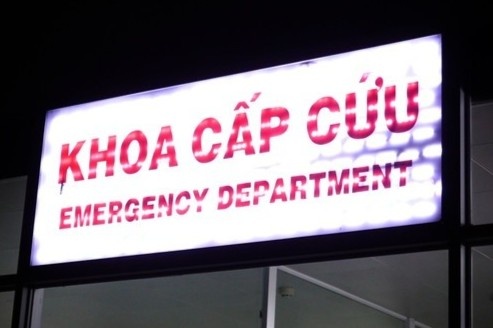 KHOA CẤP CỨU
EMERGENCY DEPARTMENT